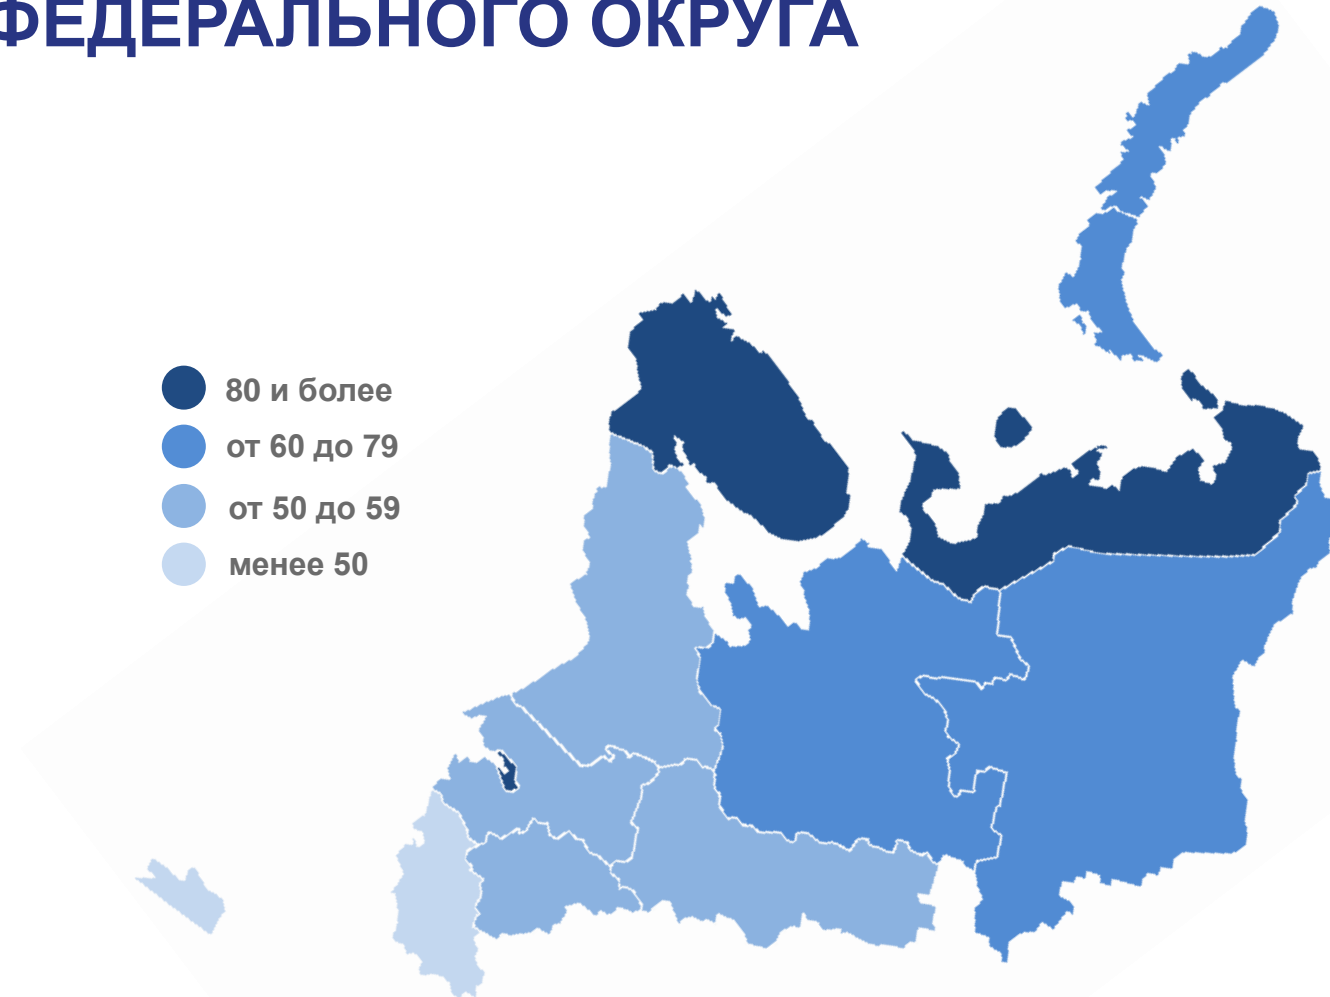 ФЕДЕРАЛЬНОГО ОКРУГА
80 и более
от 60 до 79
от 50 до 59
менее 50